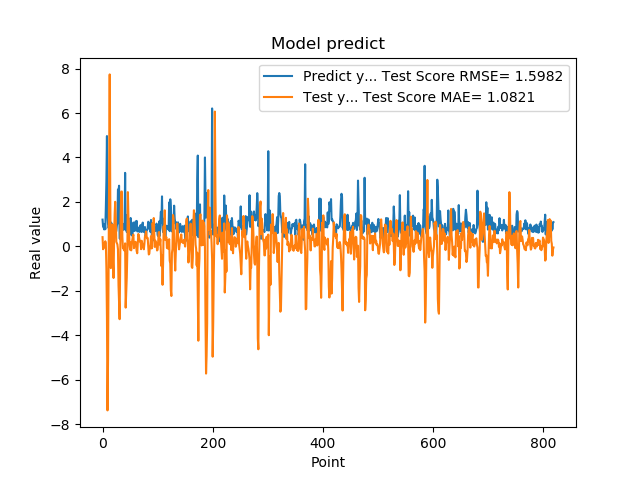 Model predict
Predict y... Test Score RMSE= 1.5982
Test y... Test Score MAE= 1.0821
Real value
8
6
4
2
0
−2
−4
−6
−8
0 200 400 600 800
Point